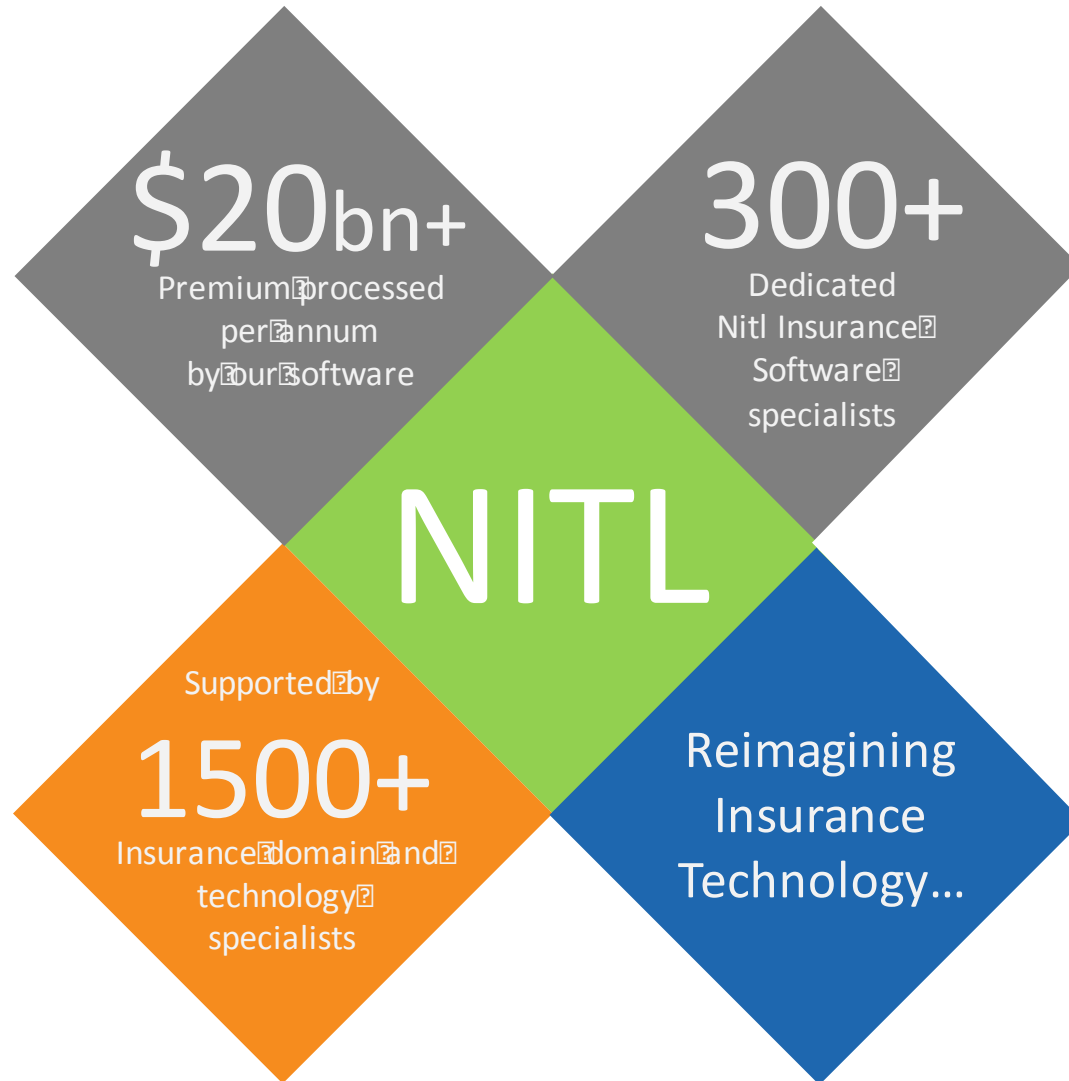 $20bn+
Premium processed
per annum
by our software
300+
Dedicated
Nitl Insurance
Software
specialists
NITL
Supported by
1500+
Insurance domain and
technology
specialists
Reimagining
Insurance
Technology...